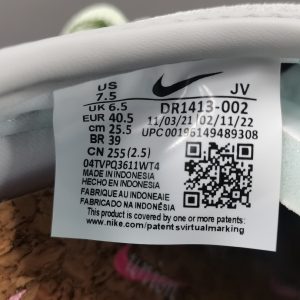 US 7.5
JV
UK 6.5
DR1413-002
EUR 40.5
11/03/21 02/11/22
cm 25.5
UPC 00196149489308
BR 39
CN 255 (2.5)
04TVPQ3611WT4
MADE IN INDONESIA
HECHO EN INDONESIA
FABRIQUE AU INDONEAIE
FABRICADO NA INDONÉSIA
This product is covered by one or more patents:
www.nike.com/patentsvirtualmarking